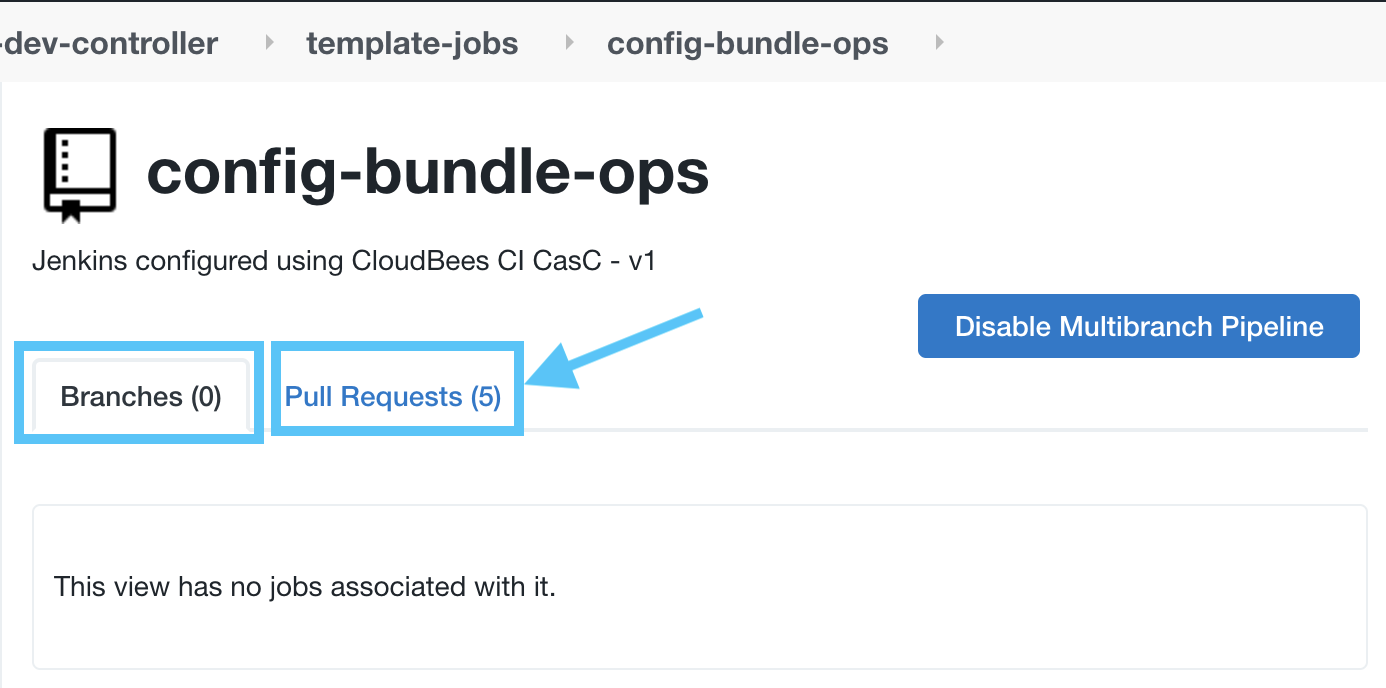 -dev-controller template-jobs config-bundle-ops
config-bundle-ops
Jenkins configured using CloudBees CI CasC - v1
Disable Multibranch Pipeline
Branches (0) Pull Requests (5)
This view has no jobs associated with it.